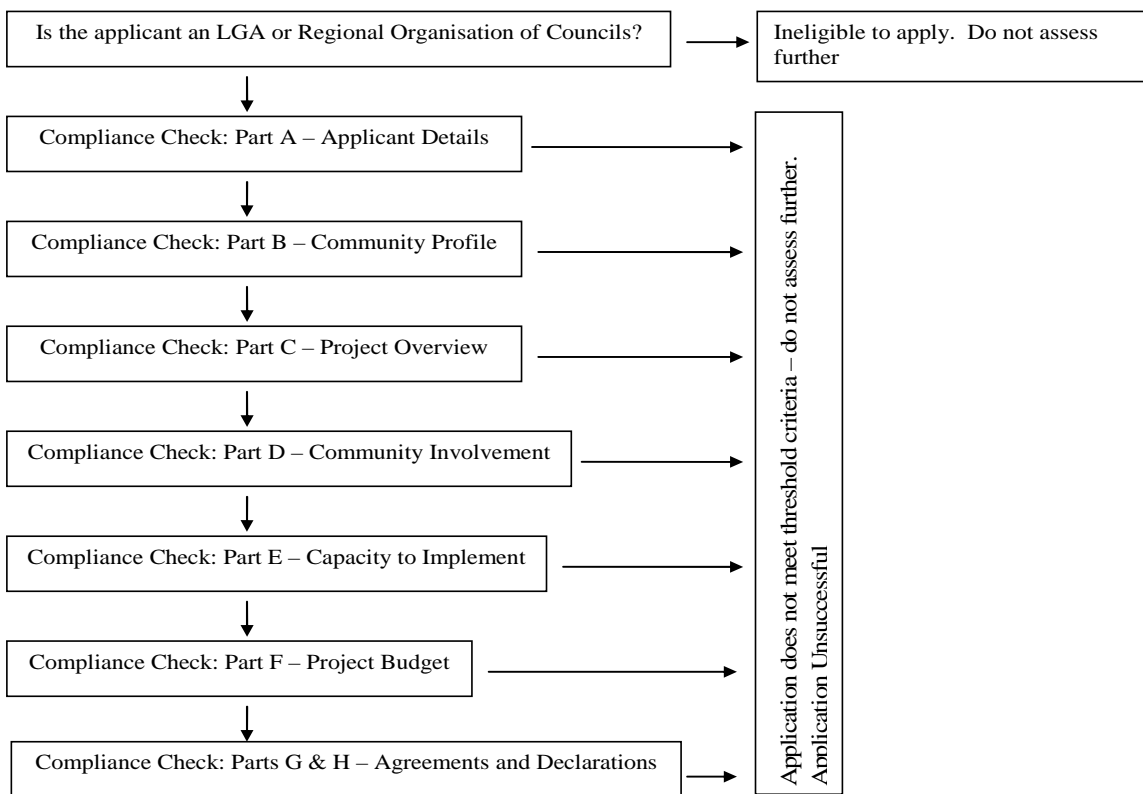 Is the applicant an LGA or Regional Organisation of Councils?
Ineligible to apply.  Do not assess
further
Compliance Check: Part A – Applicant Details
Compliance Check: Part B – Community Profile
Compliance Check: Part C – Project Overview
Compliance Check: Part D – Community Involvement
Compliance Check: Part E – Capacity to Implement
Compliance Check: Part F – Project Budget
Compliance Check: Parts G & H – Agreements and Declarations
Application does not meet threshold criteria – do not assess further.
Application Unsuccessful